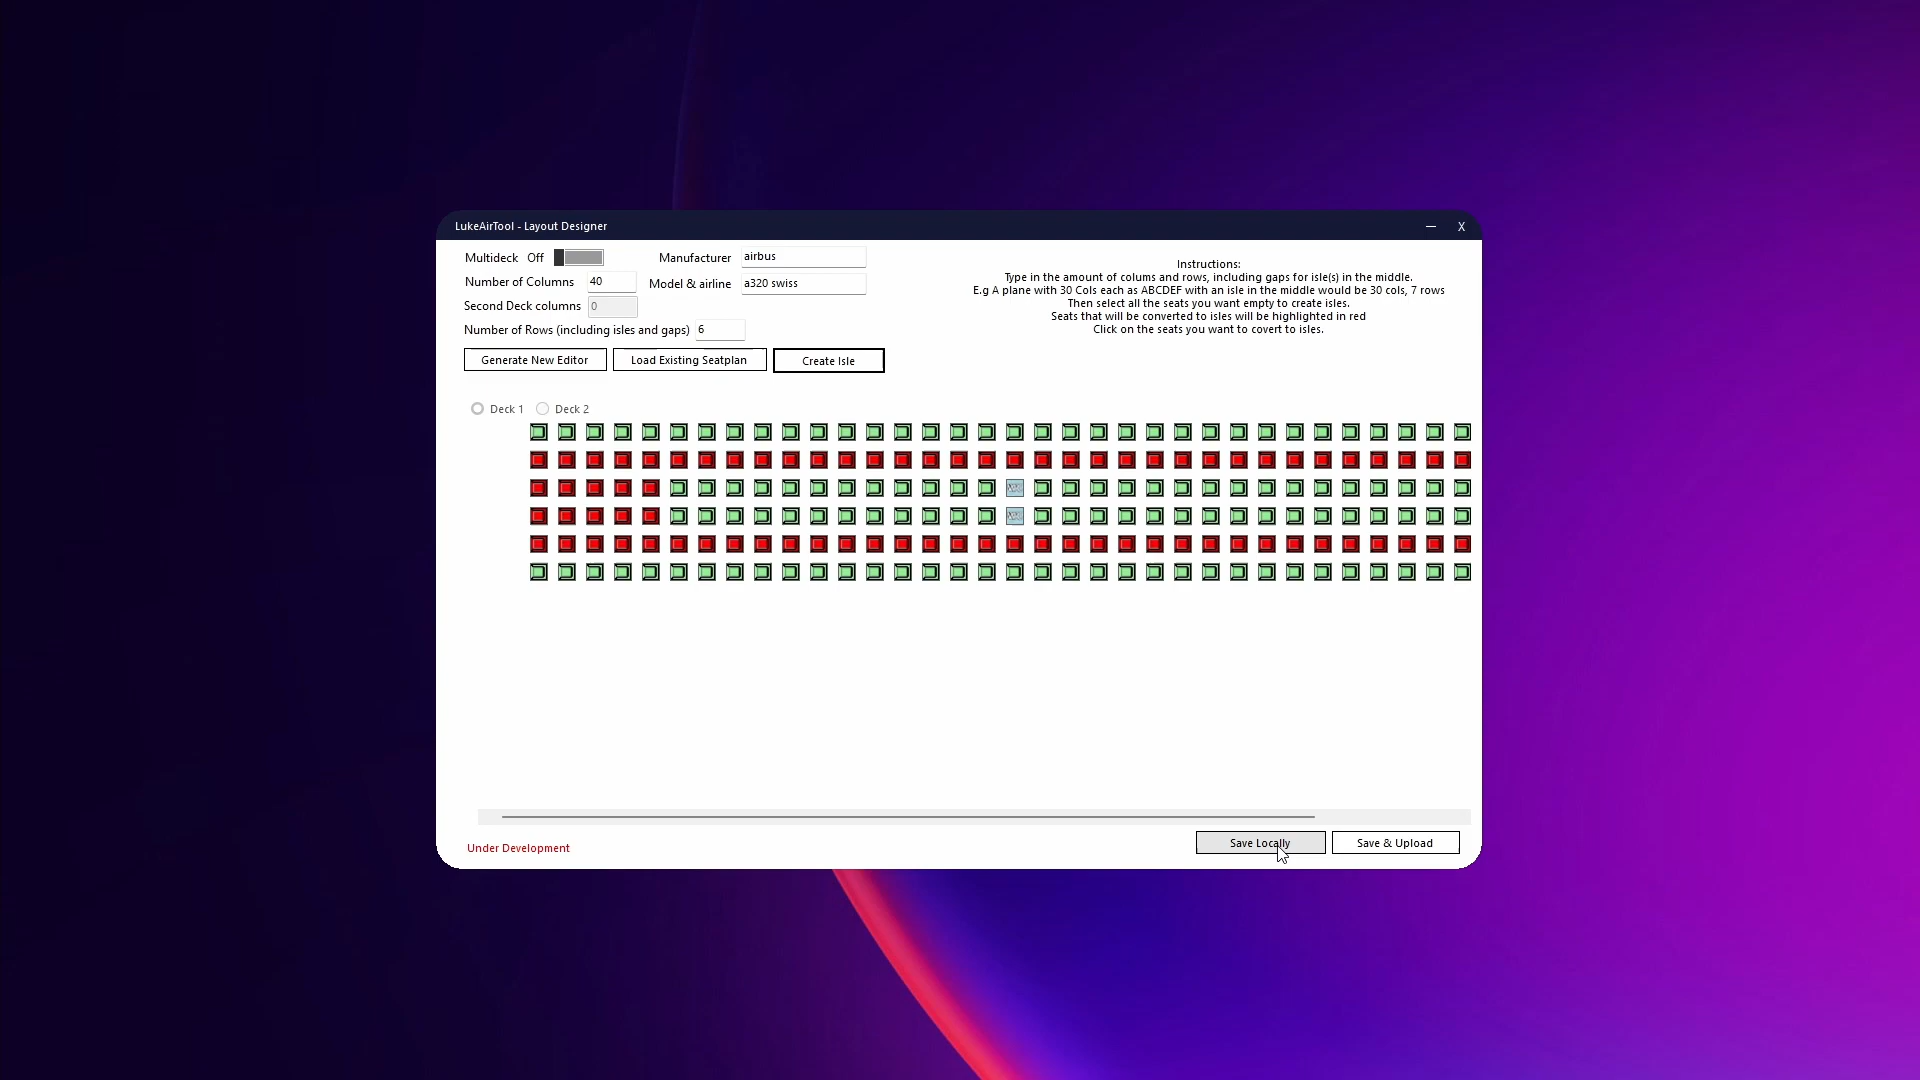 LukeAirTool - Layout Designer
X
Multideck Off
Manufacturer airbus
Number of Columns 40
Model & airline a320 swiss
Second Deck columns 0
Number of Rows (including isles and gaps) 6
Instructions:
Type in the amount of colums and rows, including gaps for isle(s) in the middle.
E.g A plane with 30 Cols each as ABCDEF with an isle in the middle would be 30 cols, 7 rows
Then select all the seats you want empty to create isles.
Seats that will be converted to isles will be highlighted in red
Click on the seats you want to covert to isles.
Generate New Editor Load Existing Seatplan Create Isle
Deck 1 Deck 2
Save Locally Save & Upload
Under Development